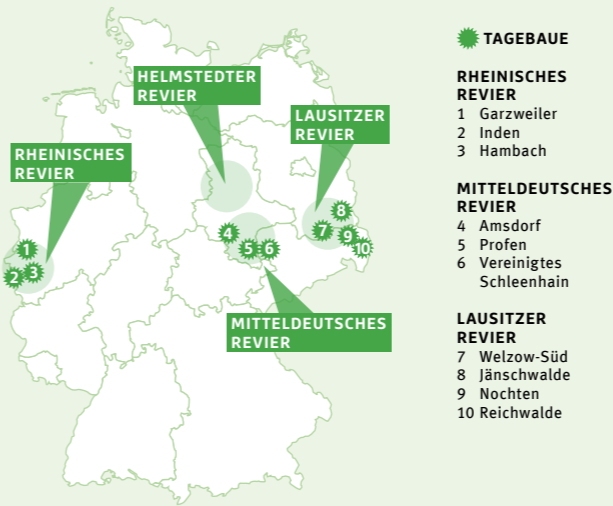 HELMSTEDTER
REVIER
LAUSITZER
REVIER
RHEINISCHES
REVIER
8
4
7
9
1
5
6
10
2
3
MITTELDEUTSCHES
REVIER
TAGEBAUE
RHEINISCHES
REVIER
1 Garzweiler
2 Inden
3 Hambach
MITTELDEUTSCHES
REVIER
4 Amsdorf
5 Profen
6 Vereinigtes
Schleenhain
LAUSITZER
REVIER
7 Welzow-Süd
8 Jänschwalde
9 Nochten
10 Reichwalde